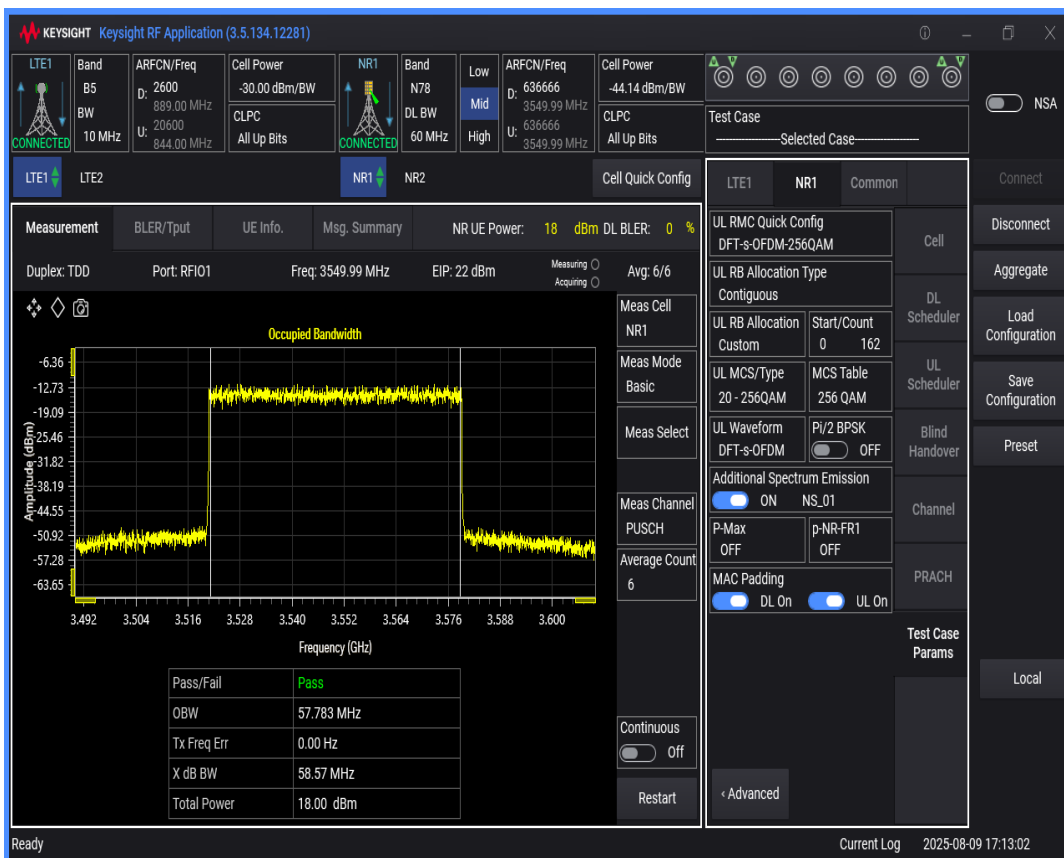 KEYSIGHT Keysight RF Application (3.5.134.12281)
LTE1 Band ARFCN/Freq Cell Power NR1 Band Low ARFCN/Freq Cell Power
B5 D: 2600 -30.00 dBm/BW N78 D: 636666 -44.14 dBm/BW
889.00 MHz Mid 3549.99 MHz
BW CLPC DL BW CLPC
CONNECTED 10 MHz U: 20600 All Up Bits CONNECTED 60 MHz High U: 636666 All Up Bits
844.00 MHz 3549.99 MHz
Test Case
Selected Case
NSA
LTE1 LTE2 NR1 NR2 Cell Quick Config
Measurement BLER/Tput UE Info. Msg. Summary NR UE Power: 18 dBm DL BLER: 0 %
Duplex: TDD Port: RFIO1 Freq: 3549.99 MHz EIP: 22 dBm Measuring Avg: 6/6
Acquiring
Occupied Bandwidth
Amplitude (dBm)
-6.36
-12.73
-19.09
-25.46
-31.82
-38.19
-44.55
-50.92
-57.28
-63.65
3.492 3.504 3.516 3.528 3.540 3.552 3.564 3.576 3.588 3.600
Frequency (GHz)
Pass/Fail Pass
OBW 57.783 MHz
Tx Freq Err 0.00 Hz
X dB BW 58.57 MHz
Total Power 18.00 dBm
Meas Cell
NR1
Meas Mode
Basic
Meas Select
Meas Channel
PUSCH
Average Count
6
Continuous
Off
Restart
LTE1 NR1 Common
UL RMC Quick Config
DFT-s-OFDM-256QAM
UL RB Allocation Type
Contiguous
UL RB Allocation Start/Count
Custom 0 162
UL MCS/Type MCS Table
20 - 256QAM 256 QAM
UL Waveform Pi/2 BPSK
DFT-s-OFDM OFF
Additional Spectrum Emission
ON NS_01
P-Max p-NR-FR1
OFF OFF
MAC Padding
DL On UL On
‹ Advanced
Cell
DL
Scheduler
UL
Scheduler
Blind
Handover
Channel
PRACH
Test Case
Params
Connect
Disconnect
Aggregate
Load
Configuration
Save
Configuration
Preset
Local
Ready Current Log 2025-08-09 17:13:02